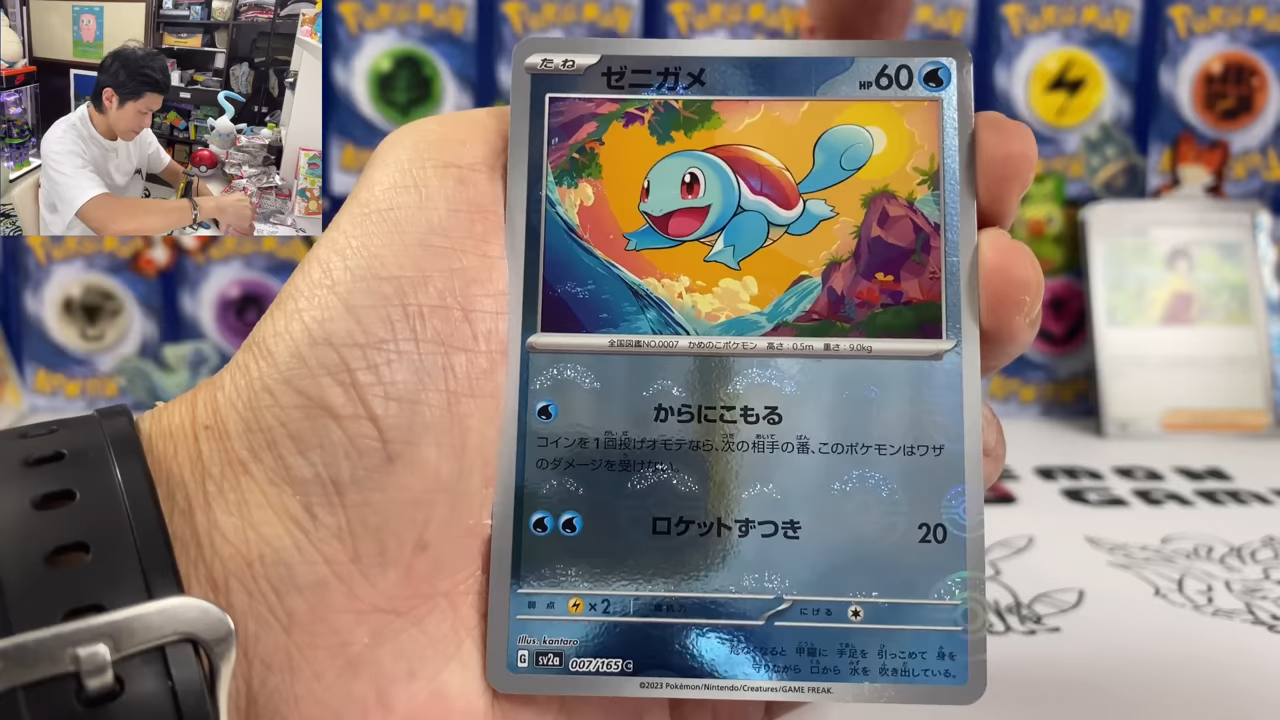 たね
ゼニガメ
HP60
全国図鑑NO.0007 かめのこポケモン 高さ:0.5m 重さ:9.0kg
からにこもる
コインを1回投げオモテなら、次の相手の番、このポケモンはワザ
のダメージを受けない。
ロケットずつき 20
弱点 ×2 抵抗力 にげる
Illus. kantaro
危なくなると 甲羅に 手足を 引っこめて 身を
守りながら 口から 水を 吹き出している。
G sv2a 007/165 C
©2023 Pokémon/Nintendo/Creatures/GAME FREAK.